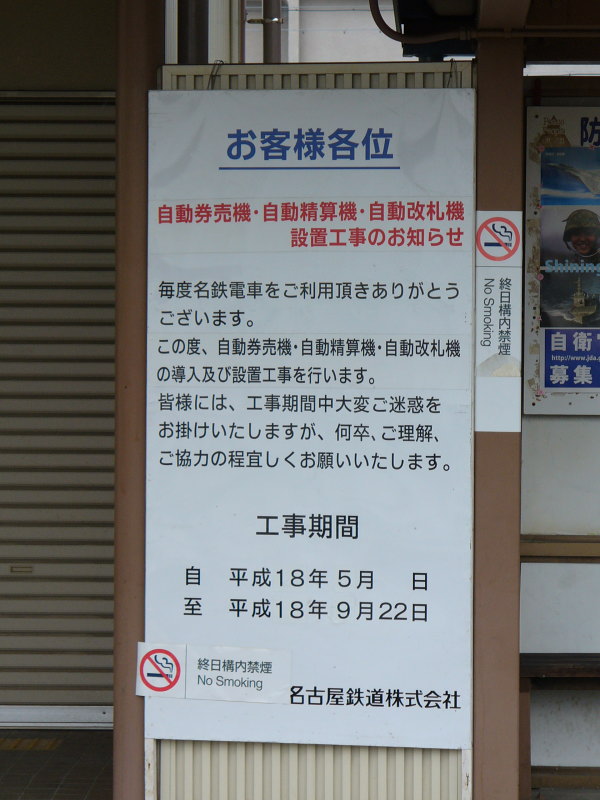 お客様各位
自動券売機・自動精算機・自動改札機
設置工事のお知らせ
毎度名鉄電車をご利用頂きありがとう
ございます。
この度、自動券売機・自動精算機・自動改札機
の導入及び設置工事を行います。
皆様には、工事期間中大変ご迷惑を
お掛けいたしますが、何卒、ご理解、
ご協力の程宜しくお願いいたします。
工事期間
自 平成18年5月 日
至 平成18年9月22日
終日構内禁煙
No Smoking
名古屋鉄道株式会社
終日構内禁煙
No Smoking
防
Shining
自衛
http://www.jda.g
募集